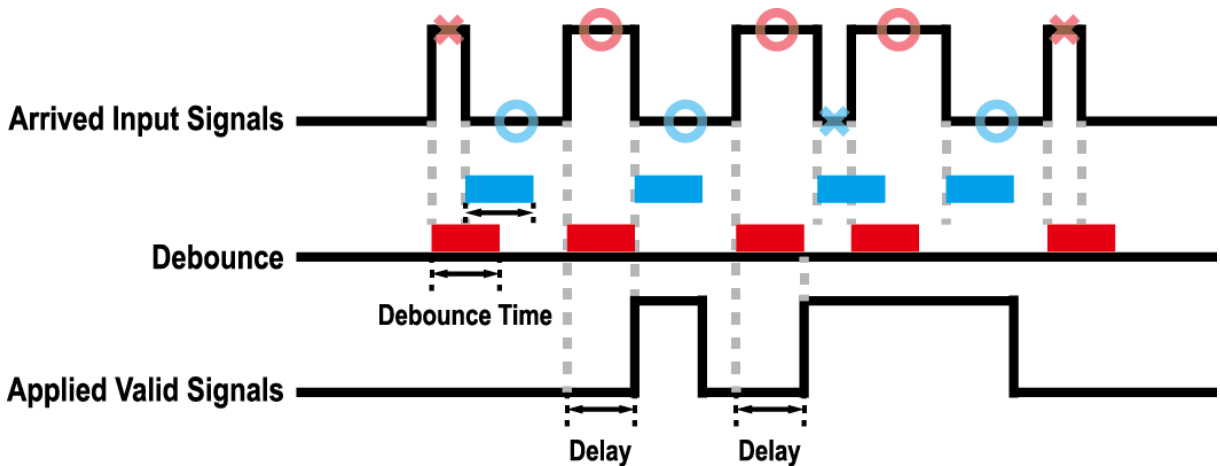 Arrived Input Signals
Debounce
Debounce Time
Applied Valid Signals
Delay
Delay